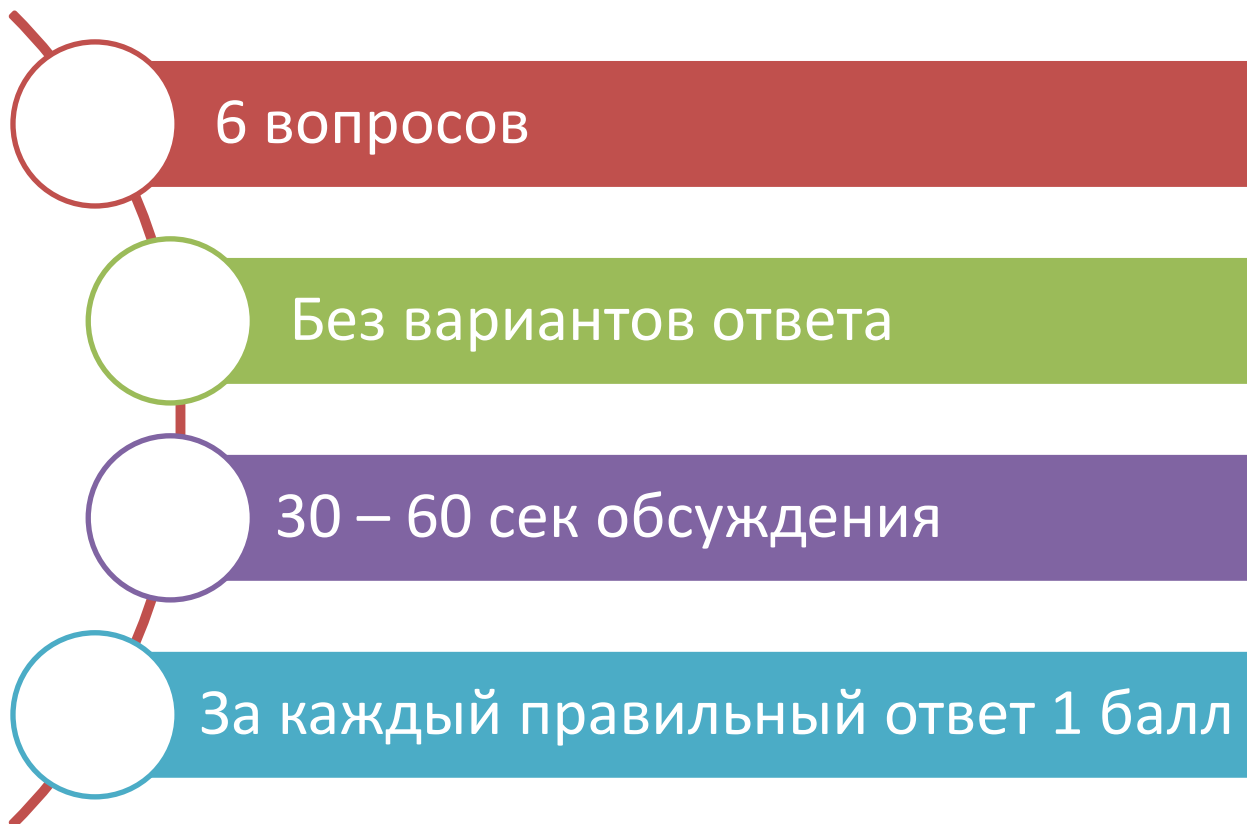 6 вопросов
Без вариантов ответа
30 – 60 сек обсуждения
За каждый правильный ответ 1 балл